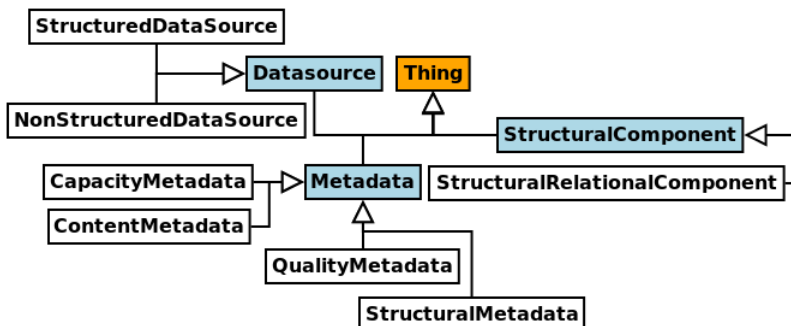 StructuredDataSource
Datasource
Thing
NonStructuredDataSource
StructuralComponent
CapacityMetadata
Metadata
StructuralRelationalComponent
ContentMetadata
QualityMetadata
StructuralMetadata